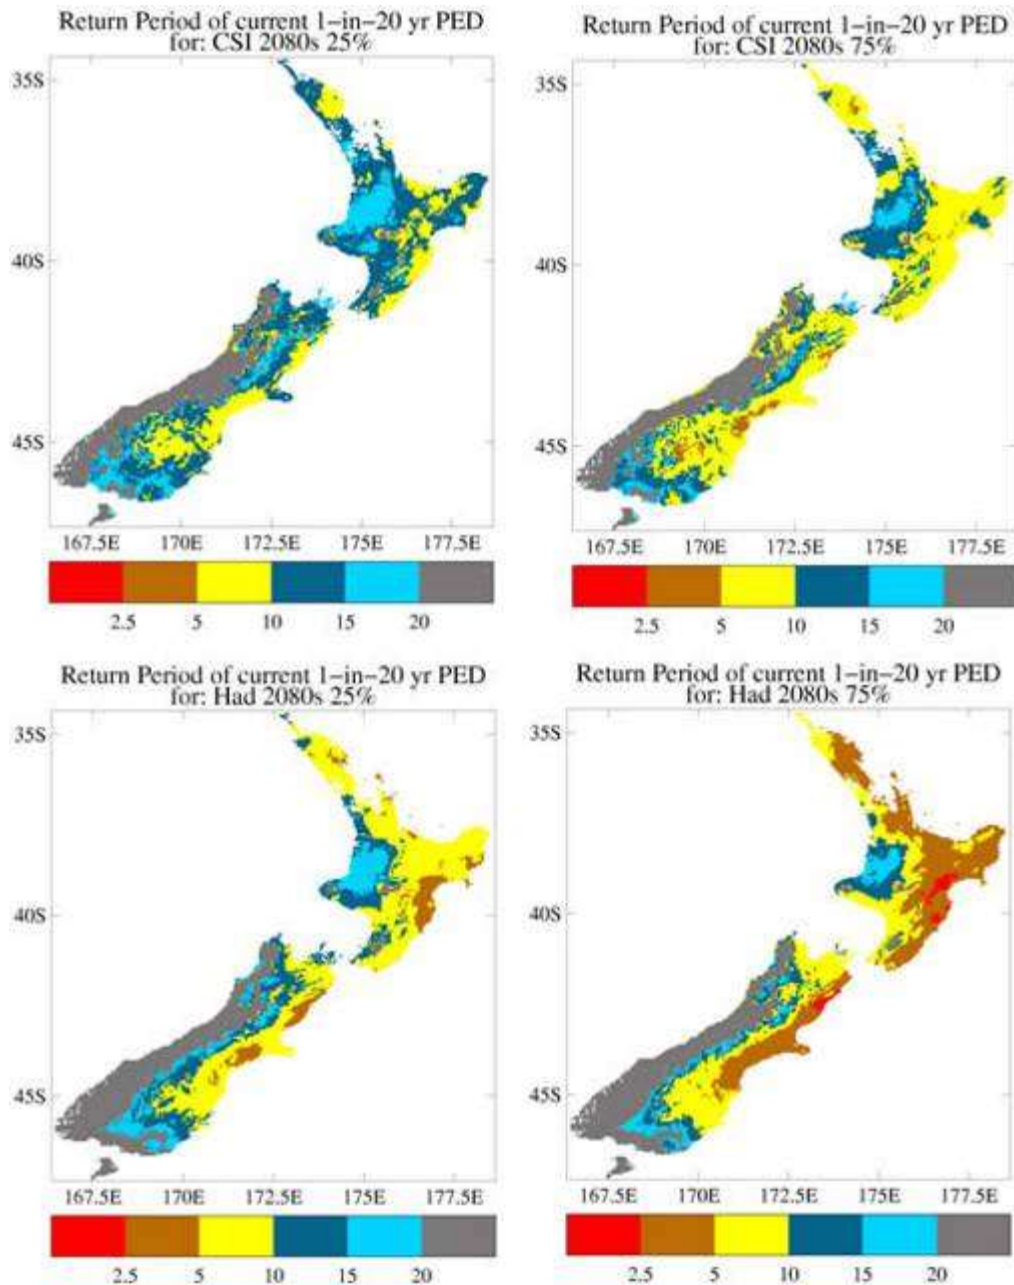 Return Period of current 1-in-20 yr PED
for: CSI 2080s 25%
35S
40S
45S
167.5E 170E 172.5E 175E 177.5E
2.5 5 10 15 20
Return Period of current 1-in-20 yr PED
for: CSI 2080s 75%
35S
40S
45S
167.5E 170E 172.5E 175E 177.5E
2.5 5 10 15 20
Return Period of current 1-in-20 yr PED
for: Had 2080s 25%
35S
40S
45S
167.5E 170E 172.5E 175E 177.5E
2.5 5 10 15 20
Return Period of current 1-in-20 yr PED
for: Had 2080s 75%
35S
40S
45S
167.5E 170E 172.5E 175E 177.5E
2.5 5 10 15 20